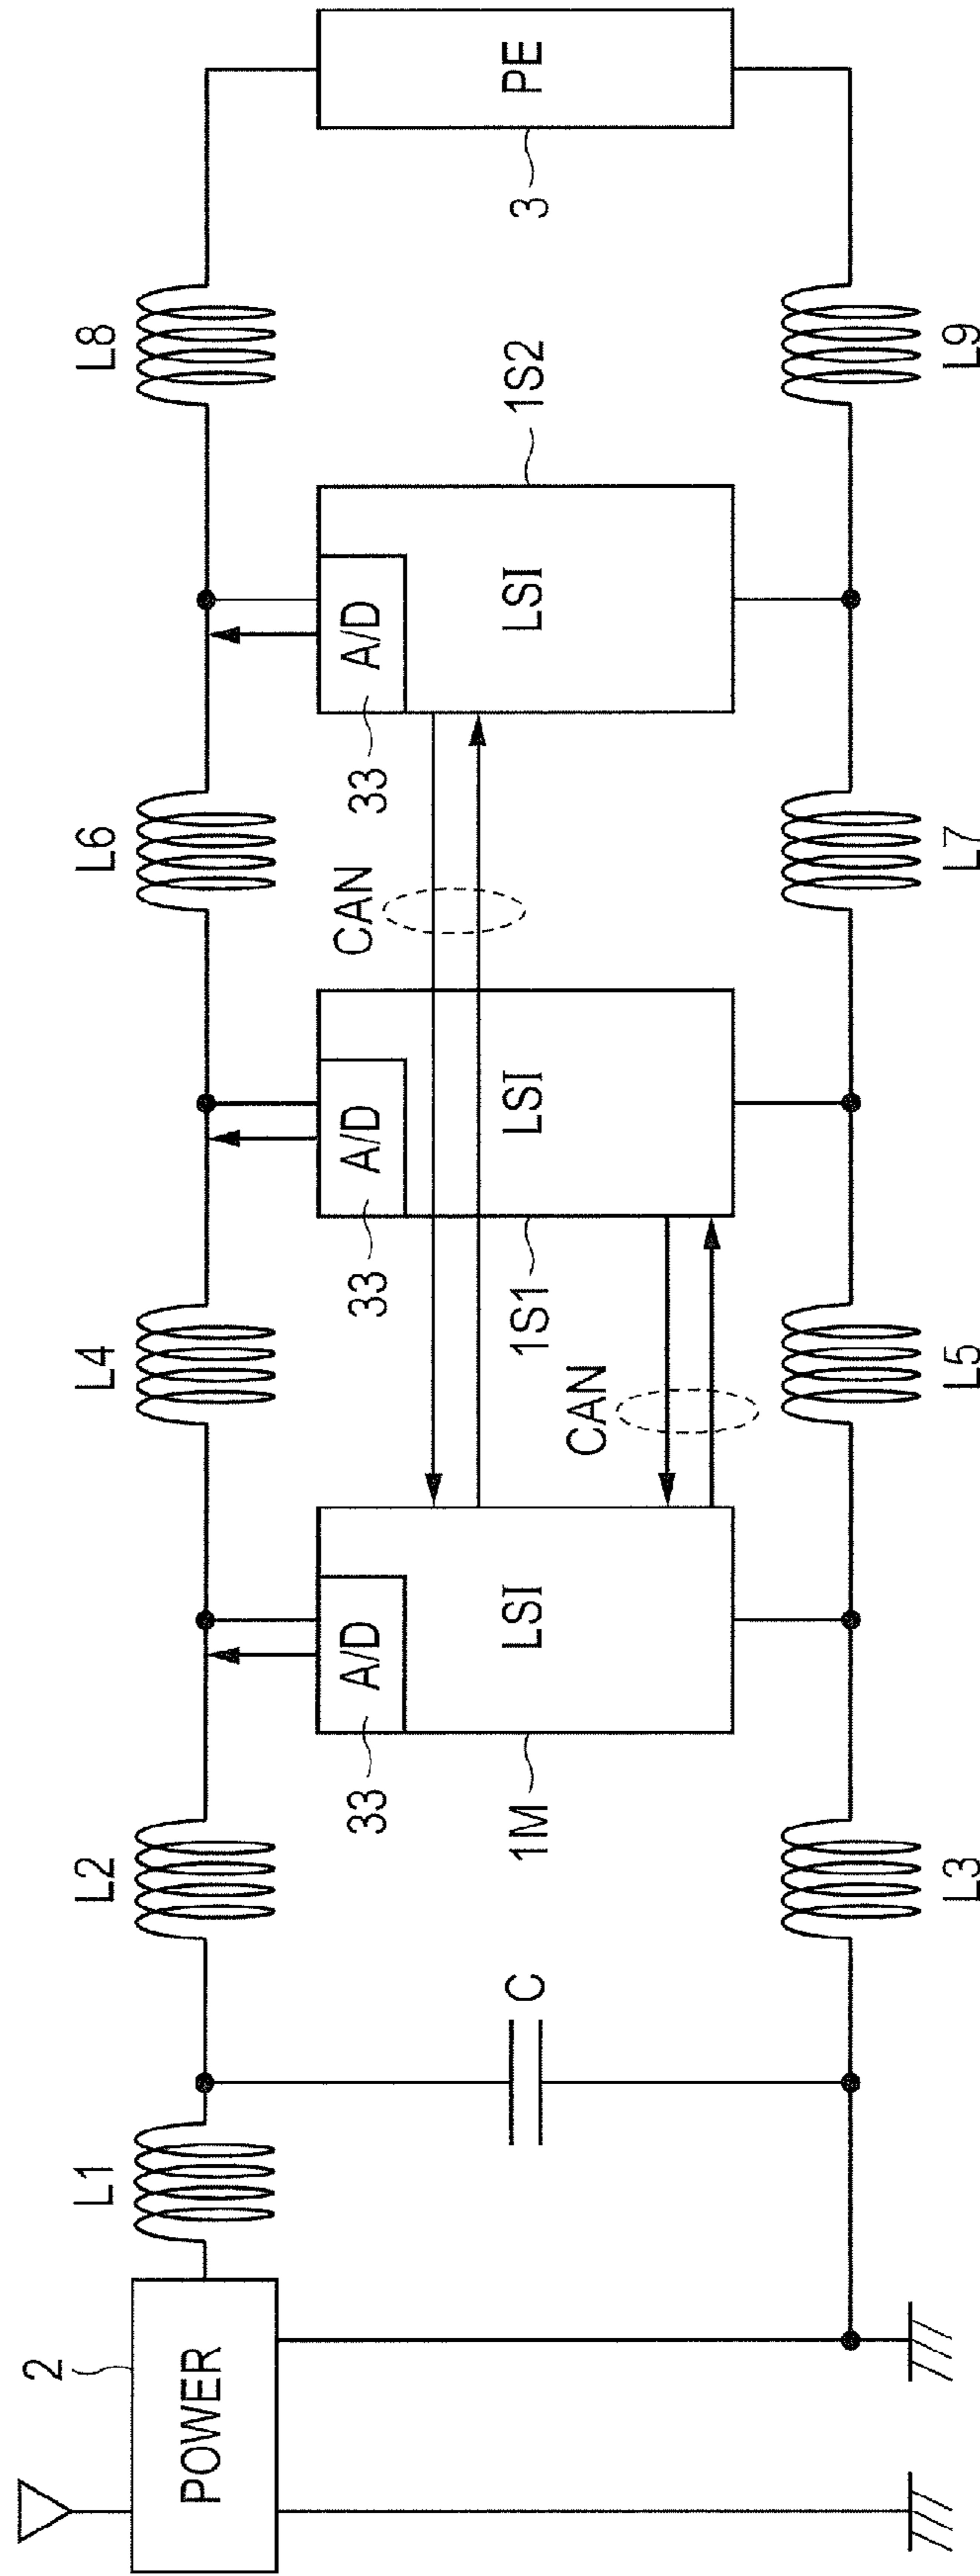 2
POWER
L1
C
L2
L3
33
A/D
LSI
1M
L4
L5
CAN
33
A/D
LSI
1S1
L6
L7
CAN
33
A/D
LSI
1S2
L8
L9
3
PE